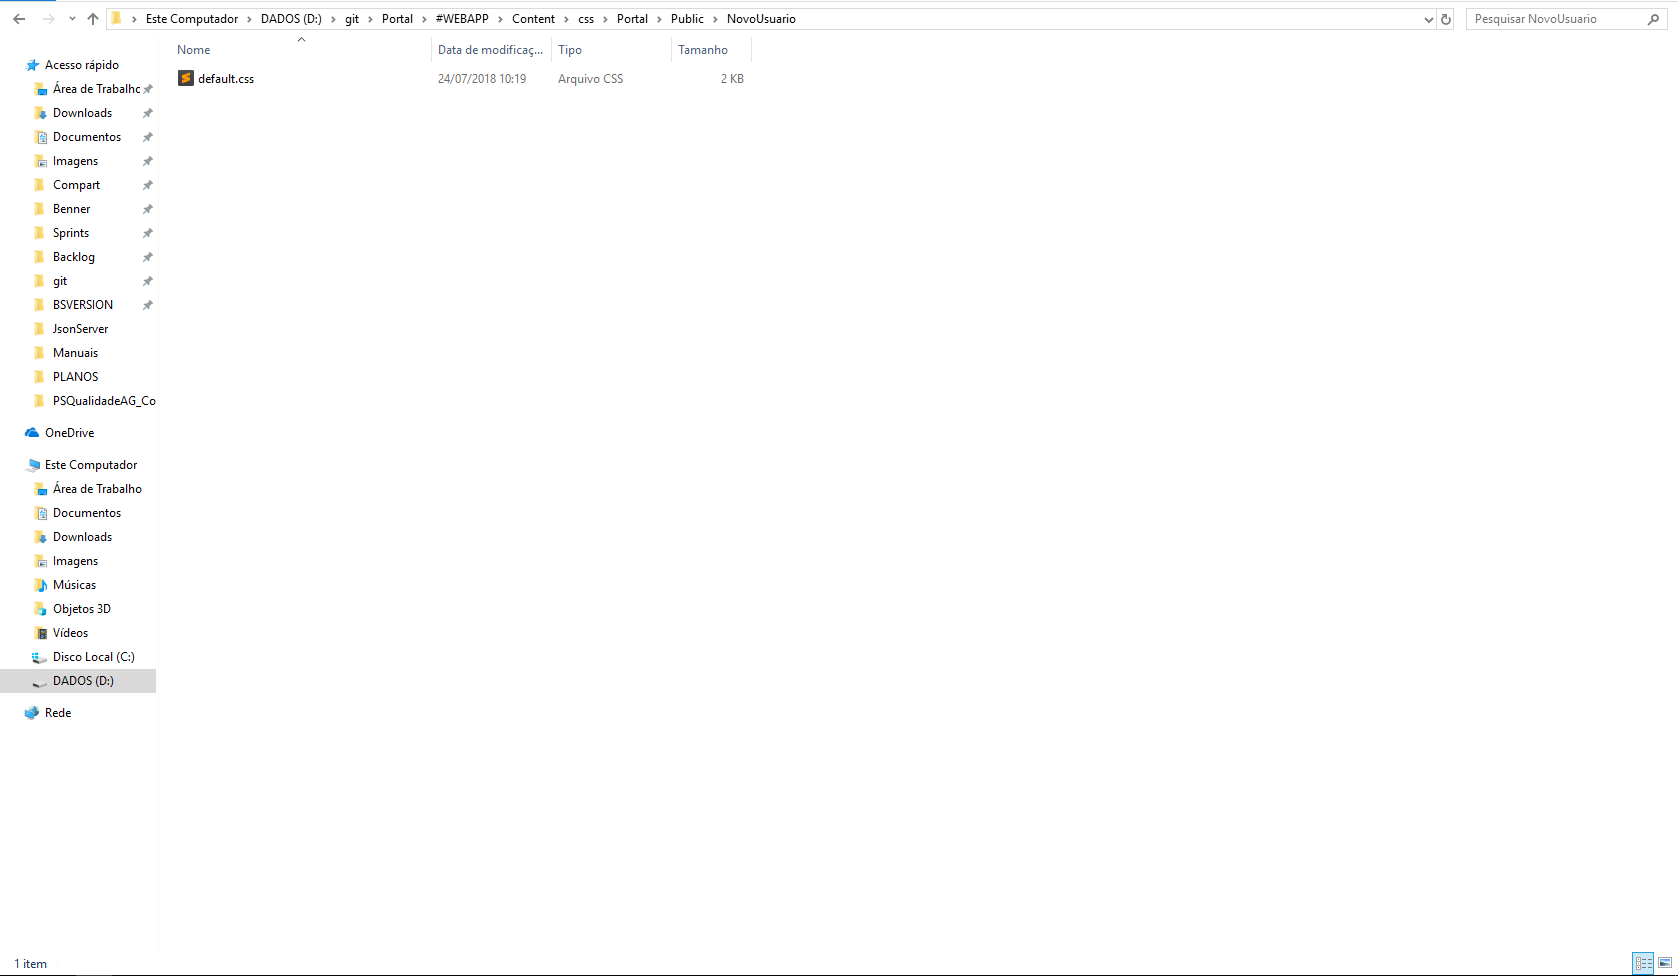 Este Computador > DADOS (D:) > git > Portal > #WEBAPP > Content > css > Portal > Public > NovoUsuario
Pesquisar NovoUsuario
Nome Data de modificaç... Tipo Tamanho
default.css 24/07/2018 10:19 Arquivo CSS 2 KB
Acesso rápido
Área de Trabalhc
Downloads
Documentos
Imagens
Compart
Benner
Sprints
Backlog
git
BSVERSION
JsonServer
Manuais
PLANOS
PSQualidadeAG_Co
OneDrive
Este Computador
Área de Trabalho
Documentos
Downloads
Imagens
Músicas
Objetos 3D
Vídeos
Disco Local (C:)
DADOS (D:)
Rede
1 item